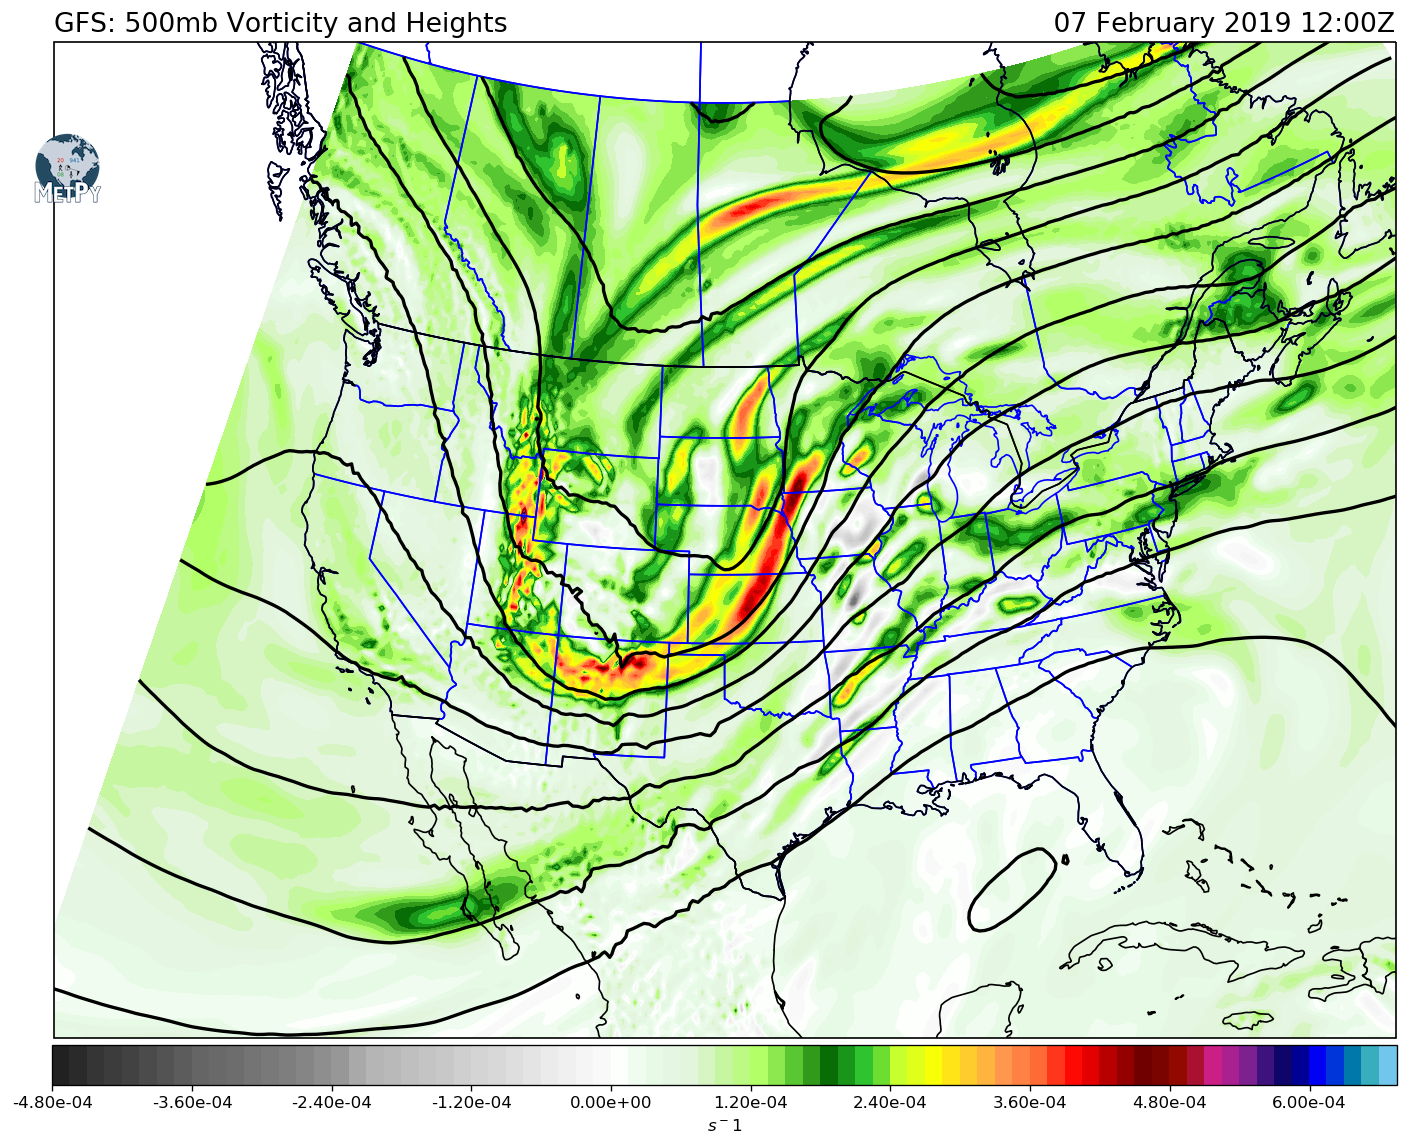 GFS: 500mb Vorticity and Heights
07 February 2019 12:00Z
20 941
METPY
-4.80e-04 -3.60e-04 -2.40e-04 -1.20e-04 0.00e+00 1.20e-04 2.40e-04 3.60e-04 4.80e-04 6.00e-04
s⁻1